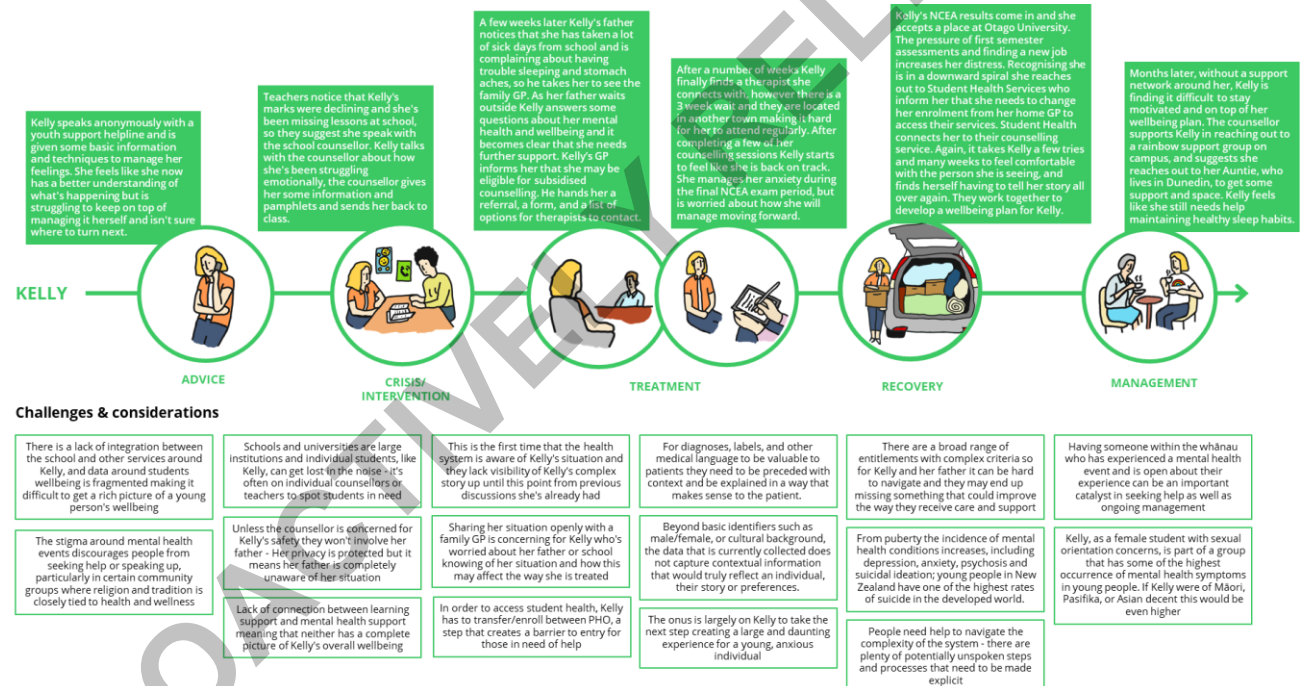 Kelly speaks anonymously with a
youth support helpline and is
given some basic information
and techniques to manage her
feelings. She feels like she now
has a better understanding of
what's happening but is
struggling to keep on top of
managing it herself and isn't sure
where to turn next.
Teachers notice that Kelly's
marks were declining and she's
been missing lessons at school,
so they suggest she speak with
the school counsellor. Kelly talks
with the counsellor about how
she's been struggling
emotionally, the counsellor gives
her some information and
pamphlets and sends her back to
class.
A few weeks later Kelly's father
notices that she has taken a lot
of sick days from school and is
complaining about having
trouble sleeping and stomach
aches, so he takes her to see the
family GP. As her father waits
outside Kelly answers some
questions about her mental
health and wellbeing and it
becomes clear that she needs
further support. Kelly's GP
informs her that she may be
eligible for subsidised
counselling. He hands her a
referral, a form, and a list of
options for therapists to contact.
After a number of weeks Kelly
finally finds a therapist she
connects with, however there is a
3 week wait and they are located
in another town making it hard
for her to attend regularly. After
completing a few of her
counselling sessions Kelly starts
to feel like she is back on track.
She manages her anxiety during
the final NCEA exam period, but
is worried about how she will
manage moving forward.
Kelly's NCEA results come in and she
accepts a place at Otago University.
The pressure of first semester
assessments and finding a new job
increases her distress. Recognising she
is in a downward spiral she reaches
out to Student Health Services who
inform her that she needs to change
her enrolment from her home GP to
access their services. Student Health
connects her to their counselling
service. Again, it takes Kelly a few tries
and many weeks to feel comfortable
with the person she is seeing, and
finds herself having to tell her story all
over again. They work together to
develop a wellbeing plan for Kelly.
Months later, without a support
network around her, Kelly is
finding it difficult to stay
motivated and on top of her
wellbeing plan. The counsellor
supports Kelly in reaching out to
a rainbow support group on
campus, and suggests she
reaches out to her Auntie, who
lives in Dunedin, to get some
support and space. Kelly feels
like she still needs help
maintaining healthy sleep habits.
KELLY
ADVICE
CRISIS/
INTERVENTION
TREATMENT
RECOVERY
MANAGEMENT
Challenges & considerations
There is a lack of integration between
the school and other services around
Kelly, and data around students
wellbeing is fragmented making it
difficult to get a rich picture of a young
person's wellbeing
The stigma around mental health
events discourages people from
seeking help or speaking up,
particularly in certain community
groups where religion and tradition is
closely tied to health and wellness
Schools and universities are large
institutions and individual students, like
Kelly, can get lost in the noise - it's
often on individual counsellors or
teachers to spot students in need
Unless the counsellor is concerned for
Kelly's safety they won't involve her
father - Her privacy is protected but it
means her father is completely
unaware of her situation
Lack of connection between learning
support and mental health support
meaning that neither has a complete
picture of Kelly's overall wellbeing
This is the first time that the health
system is aware of Kelly's situation and
they lack visibility of Kelly's complex
story up until this point from previous
discussions she's already had
Sharing her situation openly with a
family GP is concerning for Kelly who's
worried about her father or school
knowing of her situation and how this
may affect the way she is treated
In order to access student health, Kelly
has to transfer/enroll between PHO, a
step that creates a barrier to entry for
those in need of help
For diagnoses, labels, and other
medical language to be valuable to
patients they need to be preceded with
context and be explained in a way that
makes sense to the patient.
Beyond basic identifiers such as
male/female, or cultural background,
the data that is currently collected does
not capture contextual information
that would truly reflect an individual,
their story or preferences.
The onus is largely on Kelly to take the
next step creating a large and daunting
experience for a young, anxious
individual
There are a broad range of
entitlements with complex criteria so
for Kelly and her father it can be hard
to navigate and they may end up
missing something that could improve
the way they receive care and support
From puberty the incidence of mental
health conditions increases, including
depression, anxiety, psychosis and
suicidal ideation; young people in New
Zealand have one of the highest rates
of suicide in the developed world.
People need help to navigate the
complexity of the system - there are
plenty of potentially unspoken steps
and processes that need to be made
explicit
Having someone within the whānau
who has experienced a mental health
event and is open about their
experience can be an important
catalyst in seeking help as well as
ongoing management
Kelly, as a female student with sexual
orientation concerns, is part of a group
that has some of the highest
occurrence of mental health symptoms
in young people. If Kelly were of Māori,
Pasifika, or Asian decent this would be
even higher
OACTIVELY REL